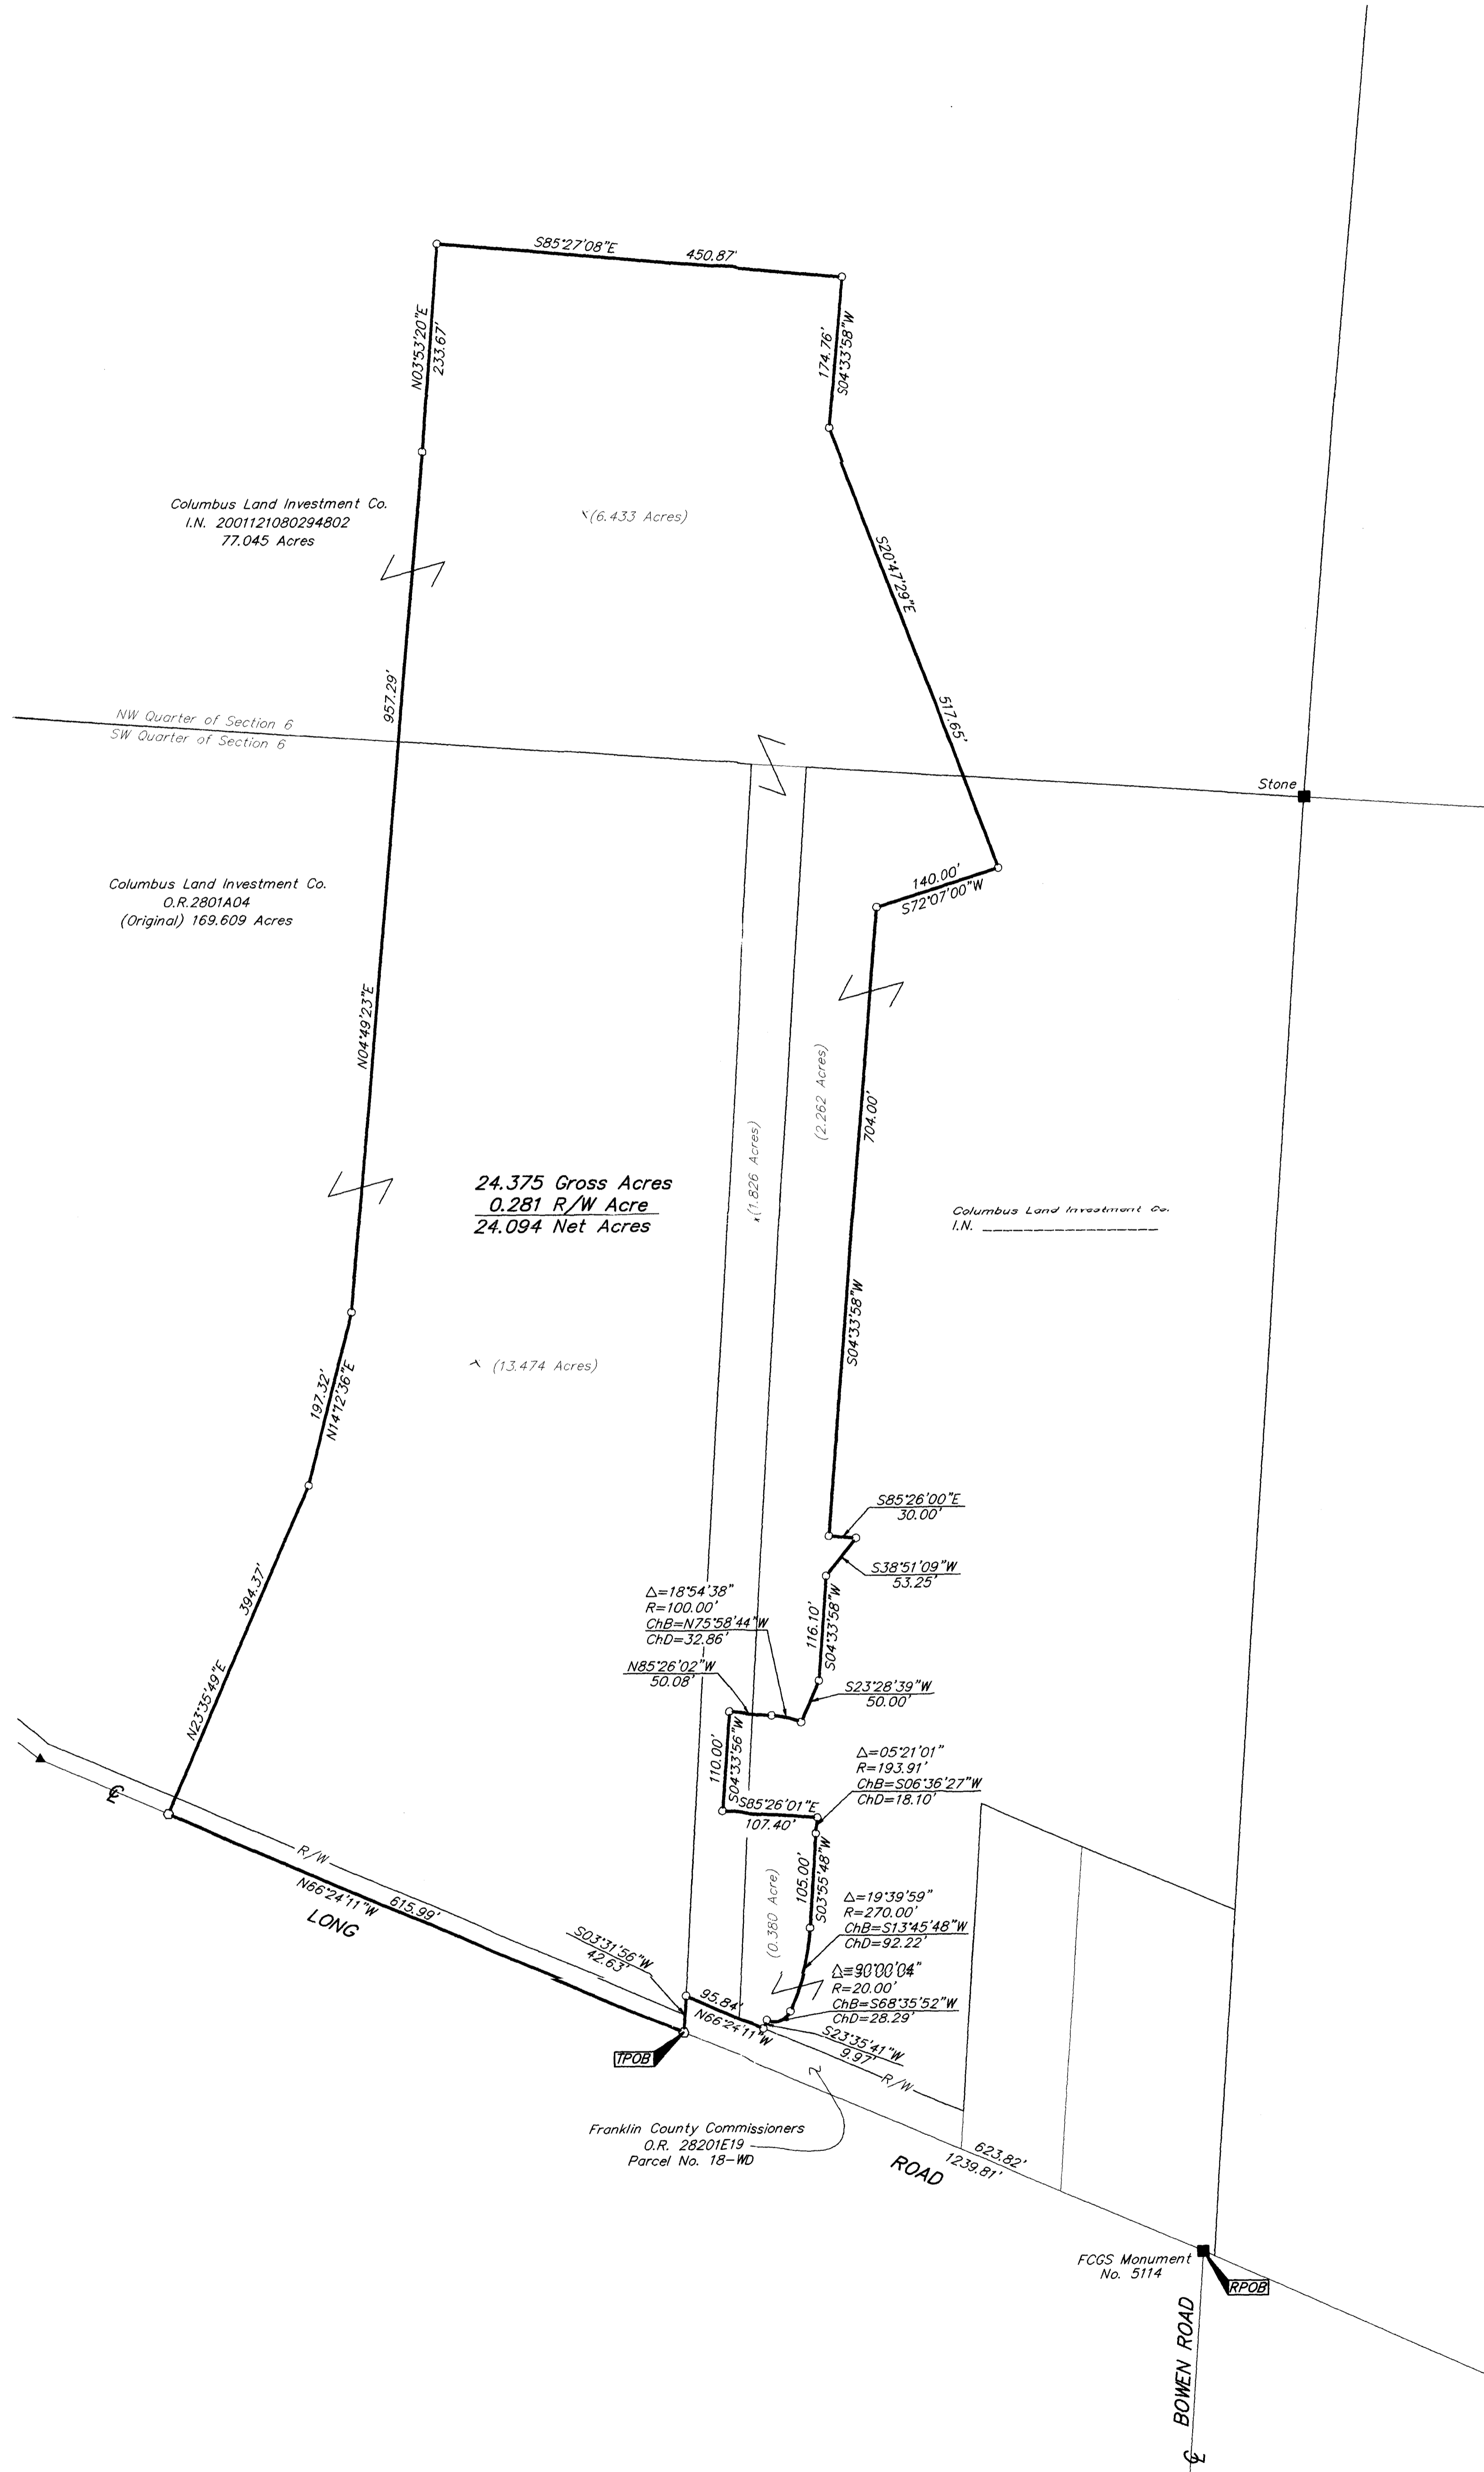 S85°27'08"E
450.87'
N03°53'20"E
233.67'
174.76'
S04°33'58"W
Columbus Land Investment Co.
I.N. 2001121080294802
77.045 Acres
(6.433 Acres)
S20°47'29"E
517.65'
957.29'
NW Quarter of Section 6
SW Quarter of Section 6
Stone
140.00'
S72°07'00"W
Columbus Land Investment Co.
O.R.2801A04
(Original) 169.609 Acres
N04°49'23"E
(2.262 Acres)
704.00'
(1.826 Acres)
24.375 Gross Acres
0.281 R/W Acre
24.094 Net Acres
Columbus Land Investment Co.
I.N.
S04°33'58"W
(13.474 Acres)
197.32'
N14°12'36"E
S85°26'00"E
30.00'
S38°51'09"W
53.25'
394.37'
N23°35'49"E
Δ=18°54'38"
R=100.00'
ChB=N75°58'44"W
ChD=32.86'
116.10'
S04°33'58"W
N85°26'02"W
50.08'
S23°28'39"W
50.00'
110.00'
S04°33'56"W
Δ=05°21'01"
R=193.91'
ChB=S06°36'27"W
ChD=18.10'
S85°26'01"E
107.40'
105.00'
S03°55'48"W
(0.380 Acre)
Δ=19°39'59"
R=270.00'
ChB=S13°45'48"W
ChD=92.22'
Δ=90°00'04"
R=20.00'
ChB=S68°35'52"W
ChD=28.29'
S23°35'41"W
9.97'
R/W
N66°24'11"W
615.99'
LONG
S03°31'56"W
42.63'
95.84'
N66°24'11"W
TPOB
R/W
Franklin County Commissioners
O.R. 28201E19
Parcel No. 18-WD
623.82'
1239.81'
ROAD
FCGS Monument
No. 5114
RPOB
BOWEN ROAD